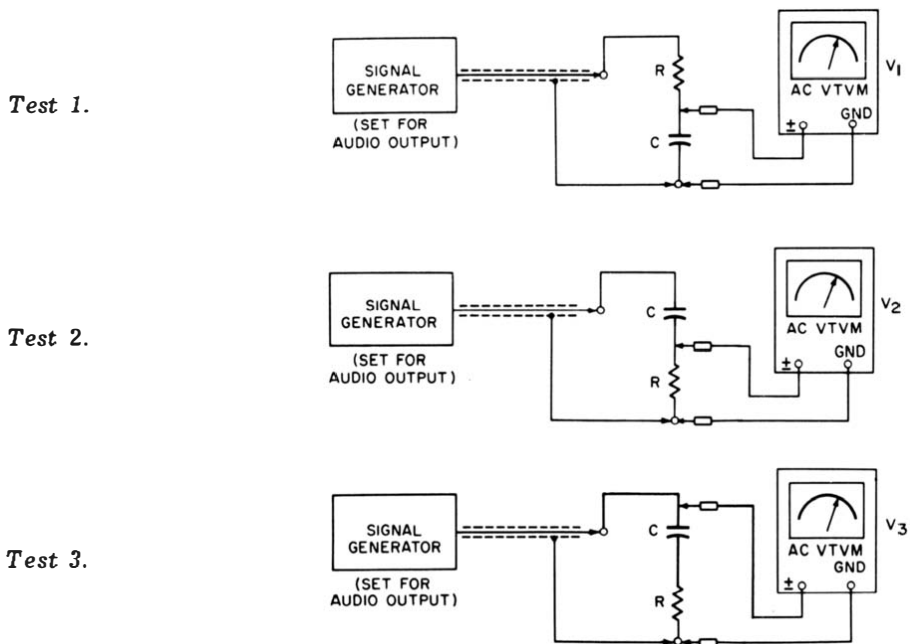 Test 1.
SIGNAL
GENERATOR
(SET FOR
AUDIO OUTPUT)
R
C
AC VTVM
±
GND
V1
Test 2.
SIGNAL
GENERATOR
(SET FOR
AUDIO OUTPUT)
C
R
AC VTVM
±
GND
V2
Test 3.
SIGNAL
GENERATOR
(SET FOR
AUDIO OUTPUT)
C
R
AC VTVM
±
GND
V3